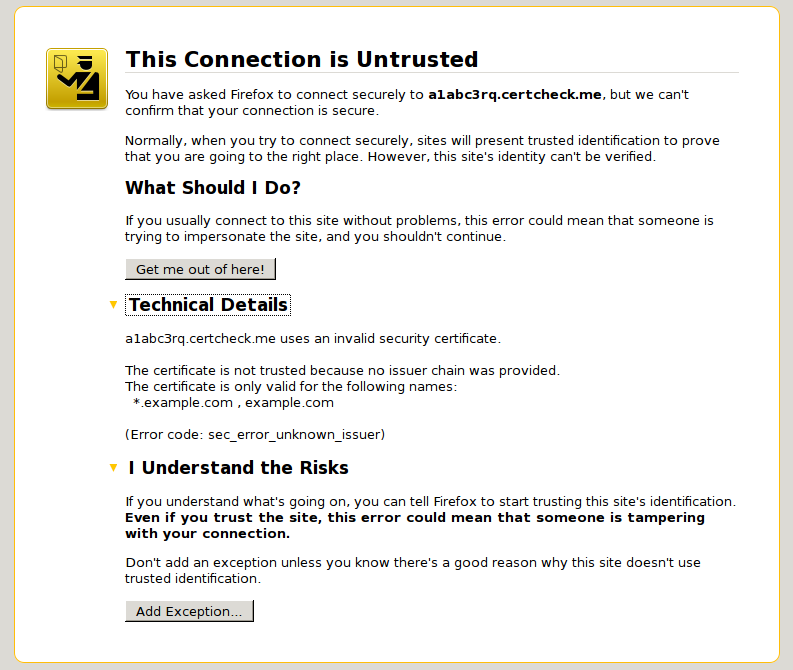 This Connection is Untrusted
You have asked Firefox to connect securely to a1abc3rq.certcheck.me, but we can't
confirm that your connection is secure.
Normally, when you try to connect securely, sites will present trusted identification to prove
that you are going to the right place. However, this site's identity can't be verified.
What Should I Do?
If you usually connect to this site without problems, this error could mean that someone is
trying to impersonate the site, and you shouldn't continue.
Get me out of here!
Technical Details
a1abc3rq.certcheck.me uses an invalid security certificate.
The certificate is not trusted because no issuer chain was provided.
The certificate is only valid for the following names:
*.example.com , example.com
(Error code: sec_error_unknown_issuer)
I Understand the Risks
If you understand what's going on, you can tell Firefox to start trusting this site's identification.
Even if you trust the site, this error could mean that someone is tampering
with your connection.
Don't add an exception unless you know there's a good reason why this site doesn't use
trusted identification.
Add Exception...